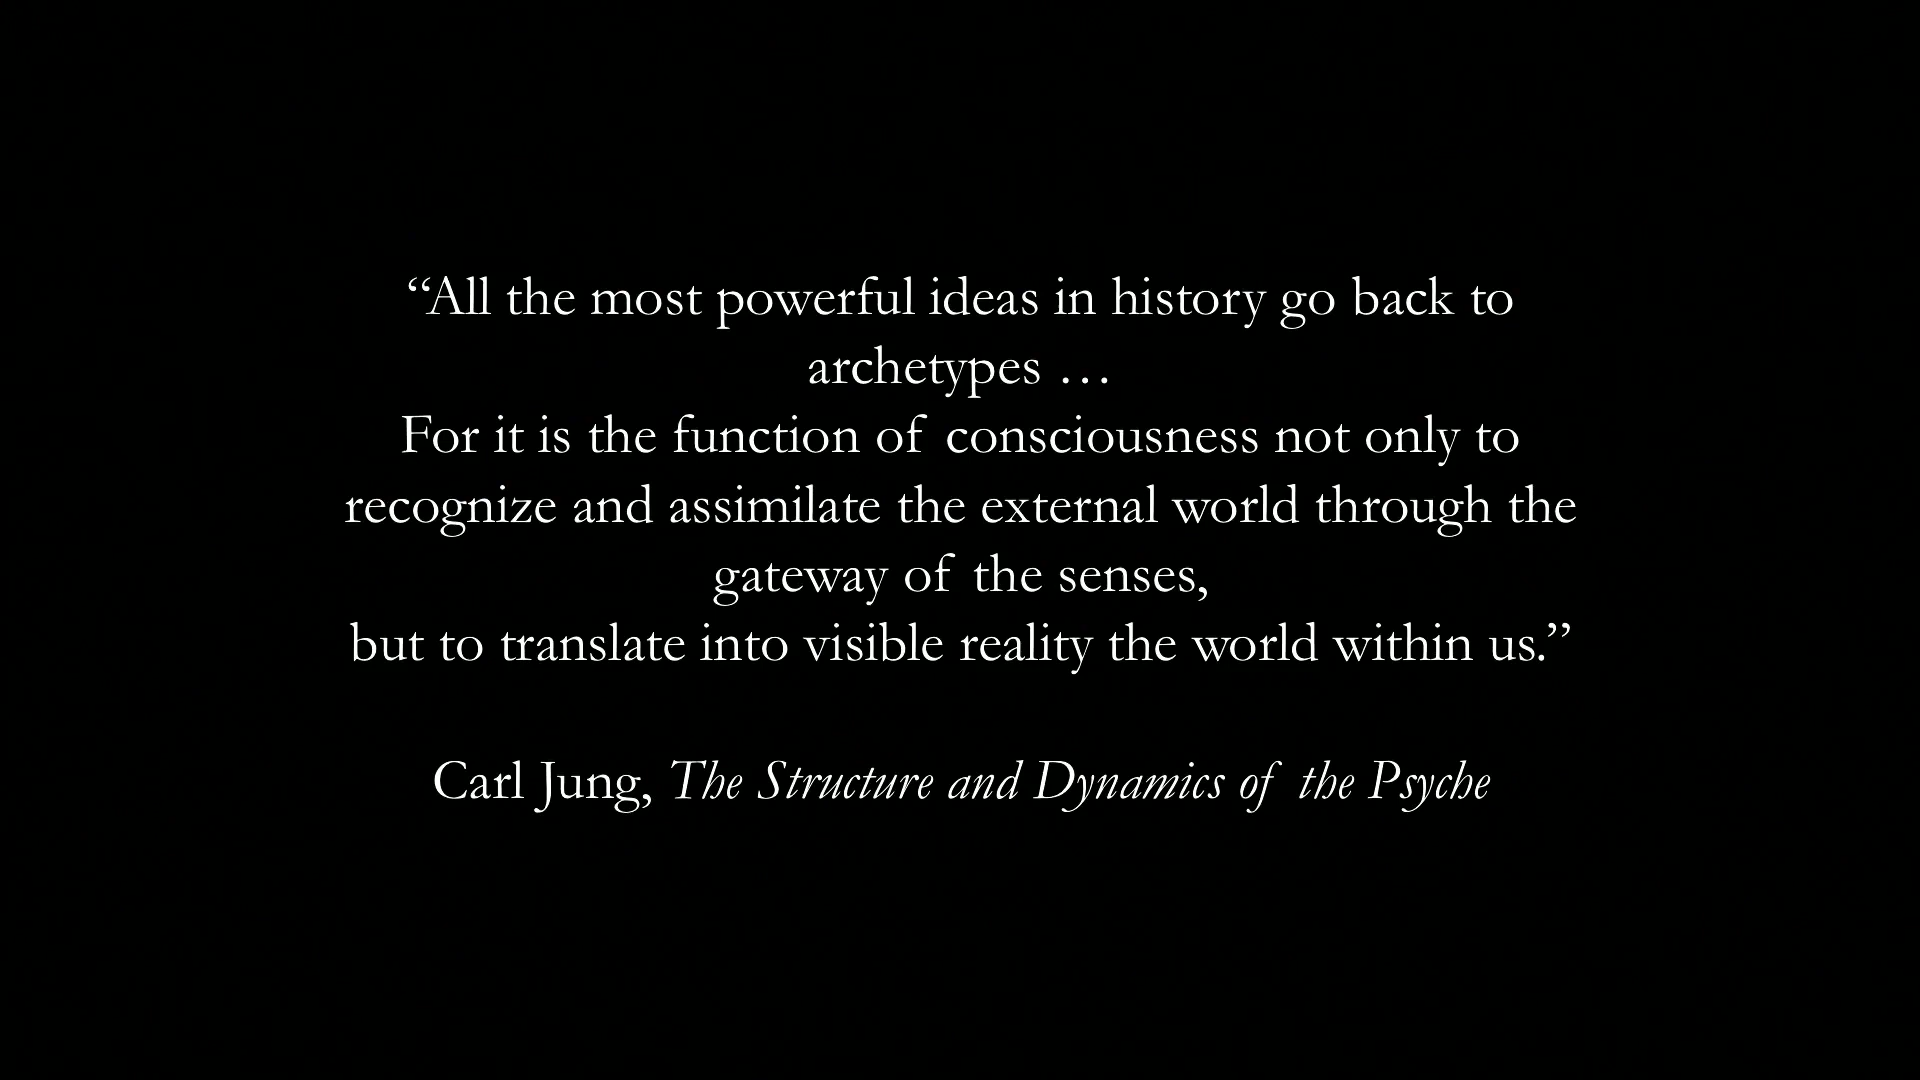 “All the most powerful ideas in history go back to
archetypes …
For it is the function of consciousness not only to
recognize and assimilate the external world through the
gateway of the senses,
but to translate into visible reality the world within us.”
Carl Jung, The Structure and Dynamics of the Psyche